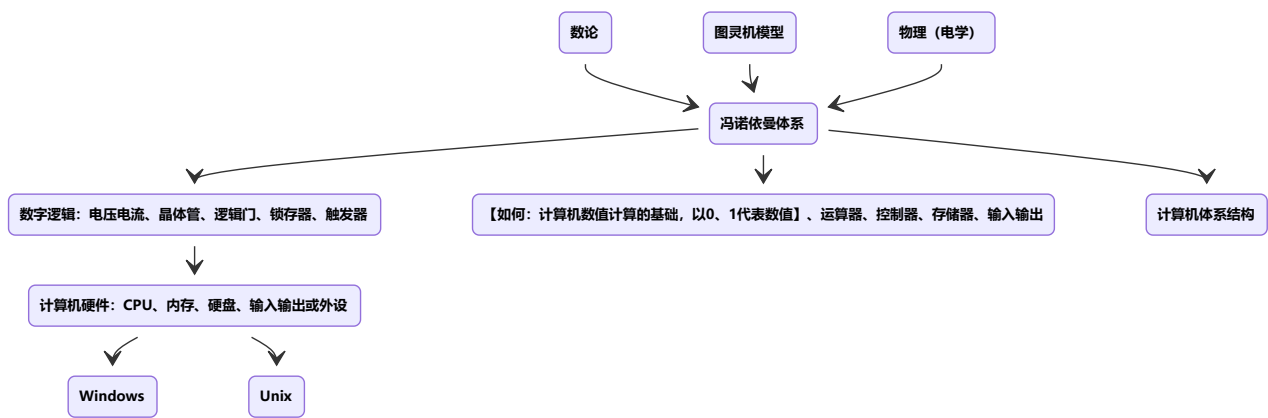 数论
图灵机模型
物理（电学）
冯诺依曼体系
数字逻辑：电压电流、晶体管、逻辑门、锁存器、触发器
【如何：计算机数值计算的基础，以0、1代表数值】、运算器、控制器、存储器、输入输出
计算机体系结构
计算机硬件：CPU、内存、硬盘、输入输出或外设
Windows
Unix